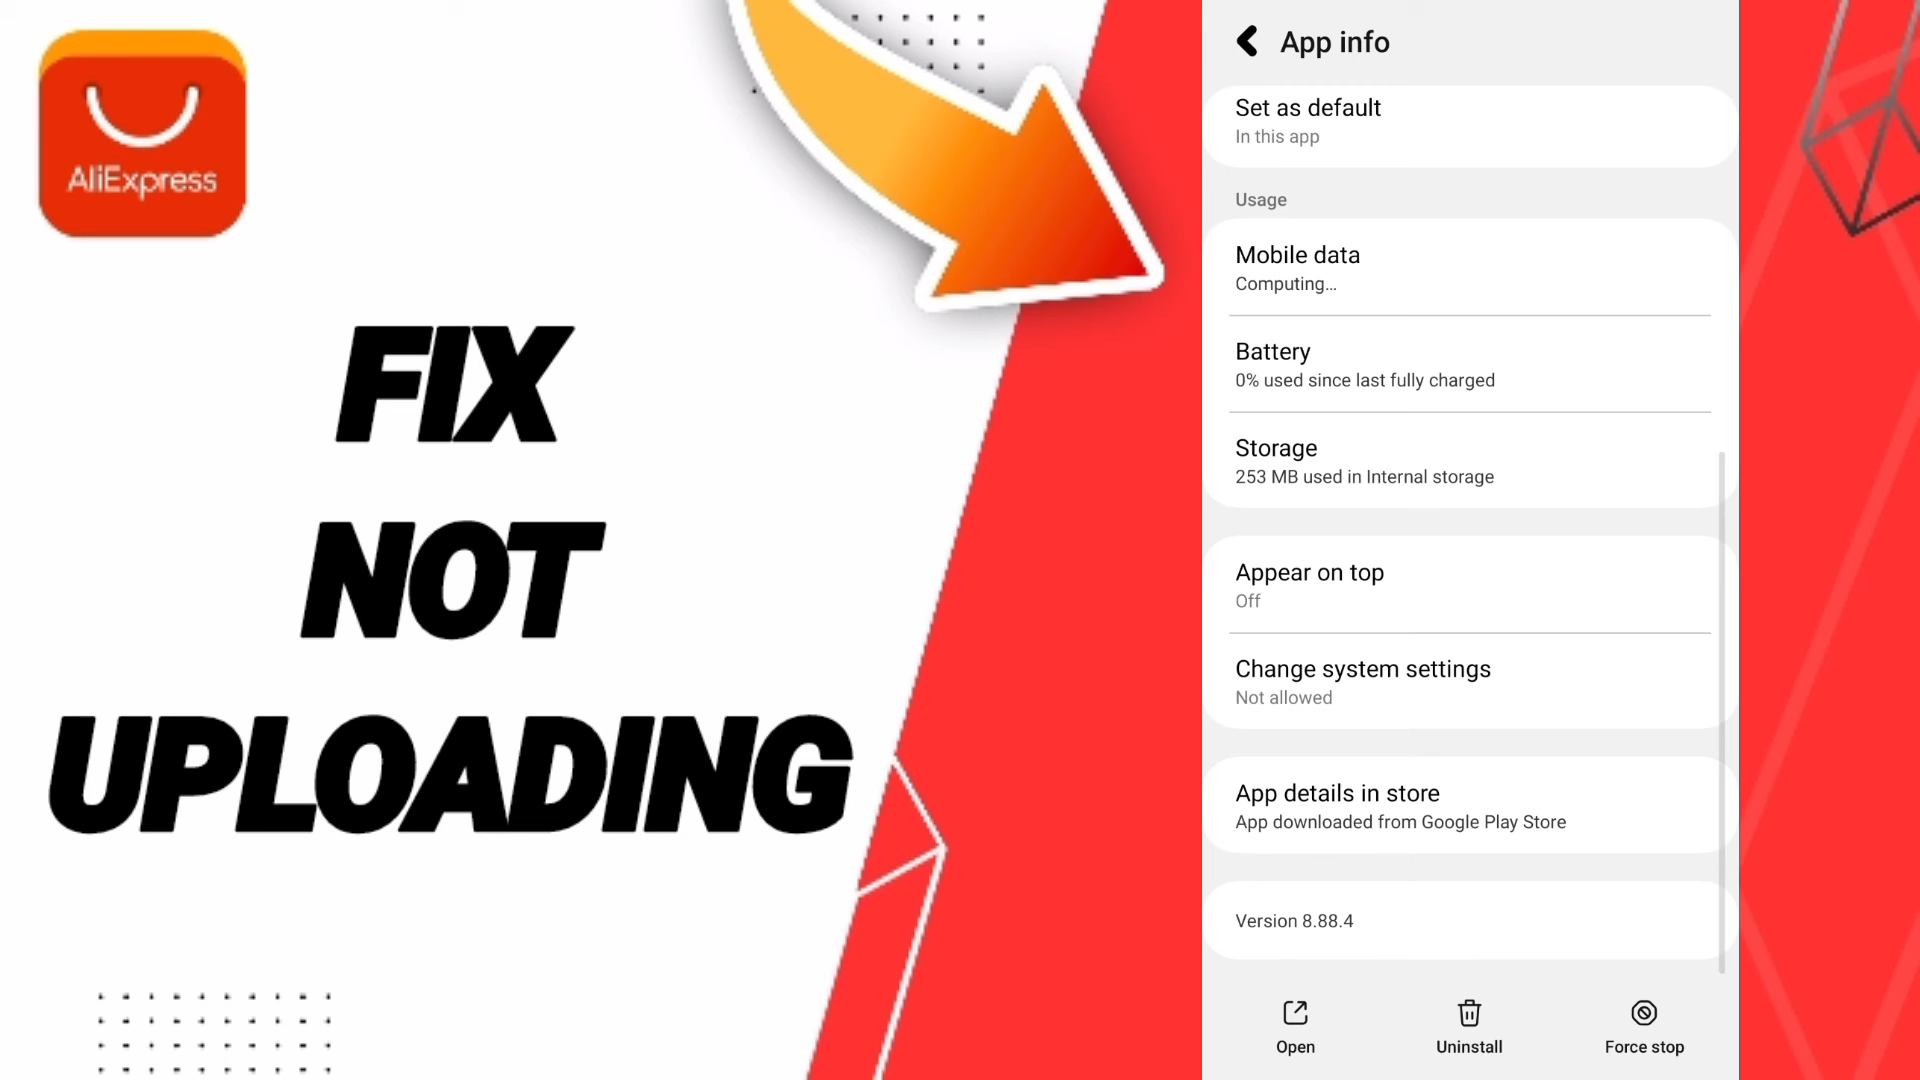 AliExpress
FIX
NOT
UPLOADING
App info
Set as default
In this app
Usage
Mobile data
Computing...
Battery
0% used since last fully charged
Storage
253 MB used in Internal storage
Appear on top
Off
Change system settings
Not allowed
App details in store
App downloaded from Google Play Store
Version 8.88.4
Open
Uninstall
Force stop